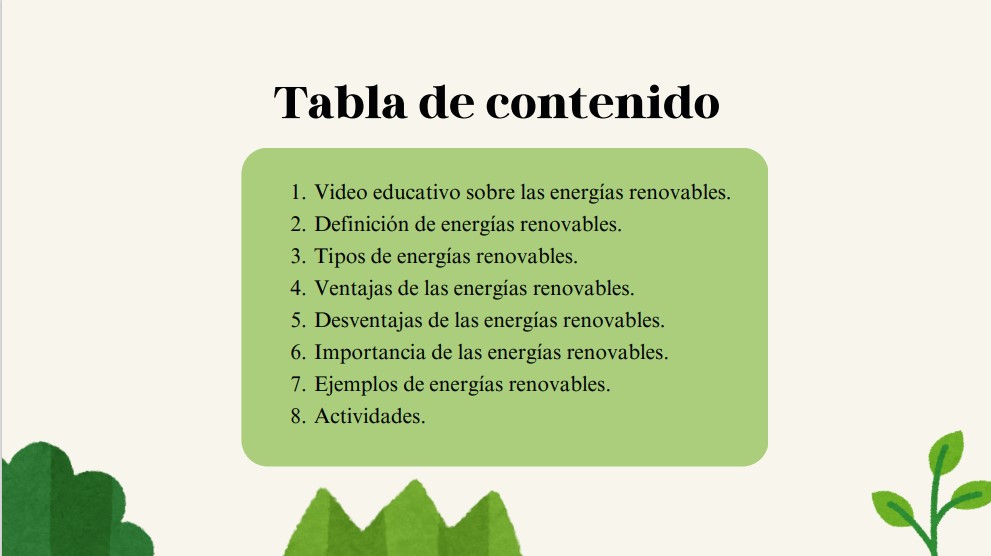 Tabla de contenido
1. Video educativo sobre las energías renovables.
2. Definición de energías renovables.
3. Tipos de energías renovables.
4. Ventajas de las energías renovables.
5. Desventajas de las energías renovables.
6. Importancia de las energías renovables.
7. Ejemplos de energías renovables.
8. Actividades.